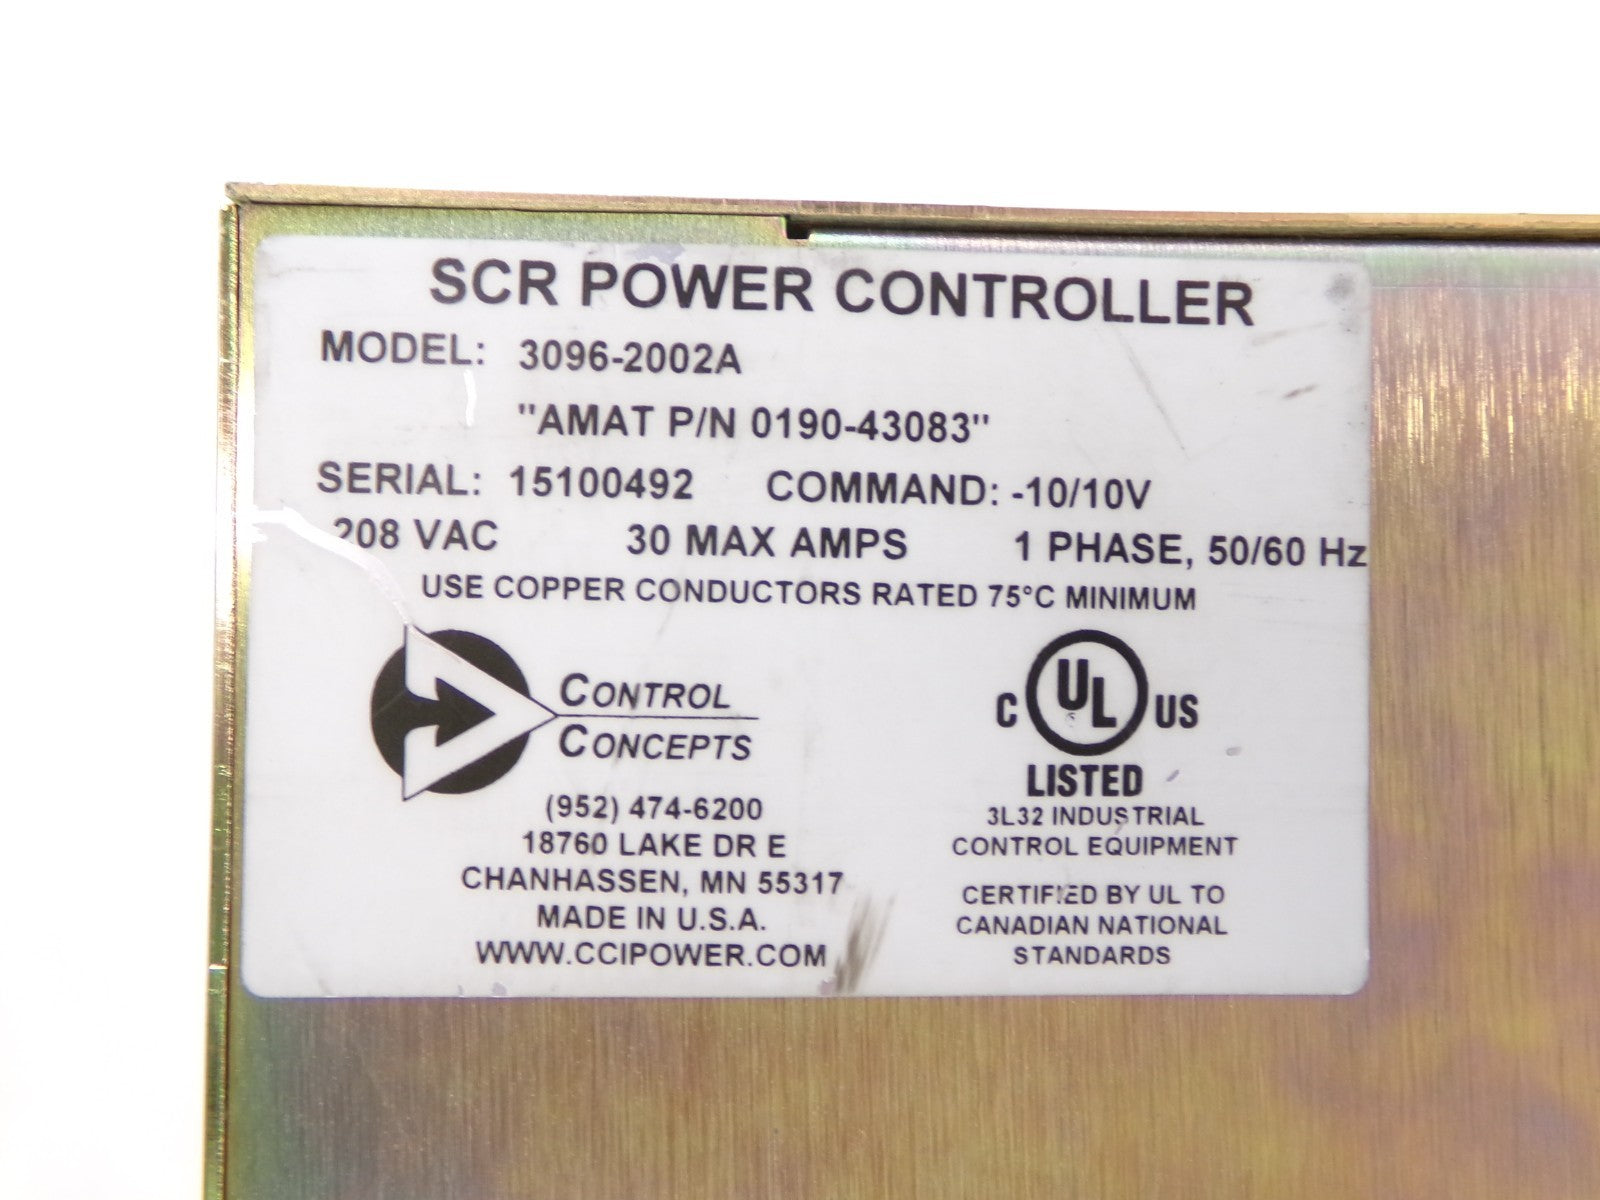 SCR POWER CONTROLLER
MODEL: 3096-2002A
"AMAT P/N 0190-43083"
SERIAL: 15100492 COMMAND: -10/10V
208 VAC 30 MAX AMPS 1 PHASE, 50/60 Hz
USE COPPER CONDUCTORS RATED 75°C MINIMUM
CONTROL
CONCEPTS
(952) 474-6200
18760 LAKE DR E
CHANHASSEN, MN 55317
MADE IN U.S.A.
WWW.CCIPOWER.COM
C UL US
LISTED
3L32 INDUSTRIAL
CONTROL EQUIPMENT
CERTIFIED BY UL TO
CANADIAN NATIONAL
STANDARDS